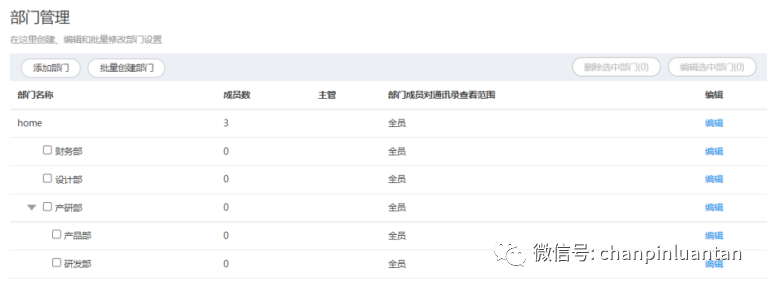 部门管理
在这里创建、编辑和批量修改部门设置
添加部门 批量创建部门 删除选中部门(0) 编辑选中部门(0)
部门名称 成员数 主管 部门成员对通讯录查看范围 编辑
home 3 全员 编辑
财务部 0 全员 编辑
设计部 0 全员 编辑
产研部 0 全员 编辑
产品部 0 全员 编辑
研发部 0 全员 编辑
微信号: chanpinluantan